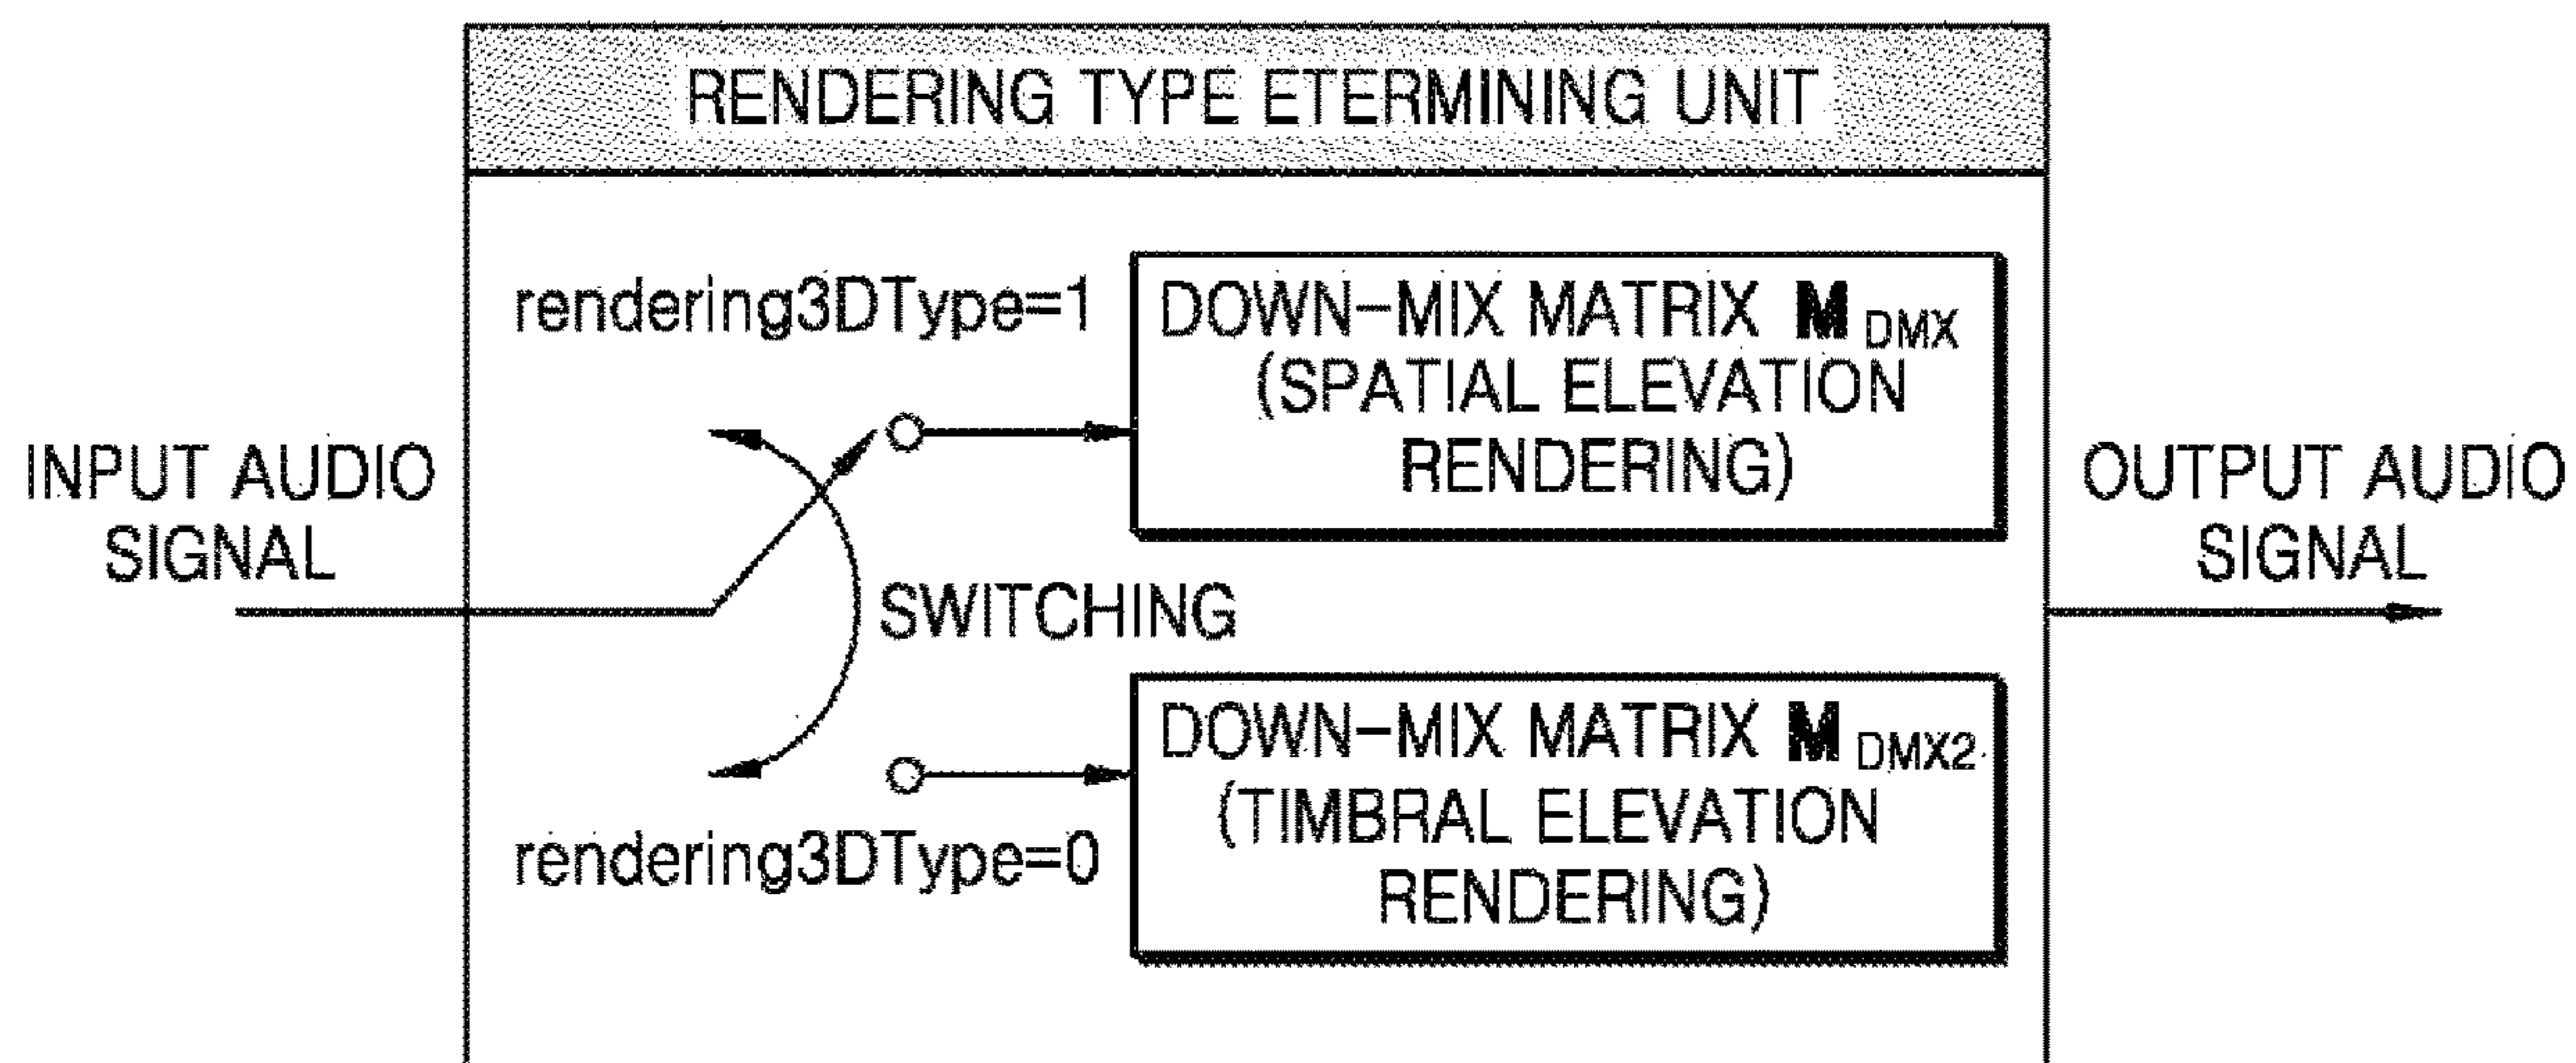 RENDERING TYPE ETERMINING UNIT
rendering3DType=1
DOWN-MIX MATRIX M DMX
(SPATIAL ELEVATION
RENDERING)
INPUT AUDIO
SIGNAL
OUTPUT AUDIO
SIGNAL
SWITCHING
DOWN-MIX MATRIX M DMX2
(TIMBRAL ELEVATION
RENDERING)
rendering3DType=0